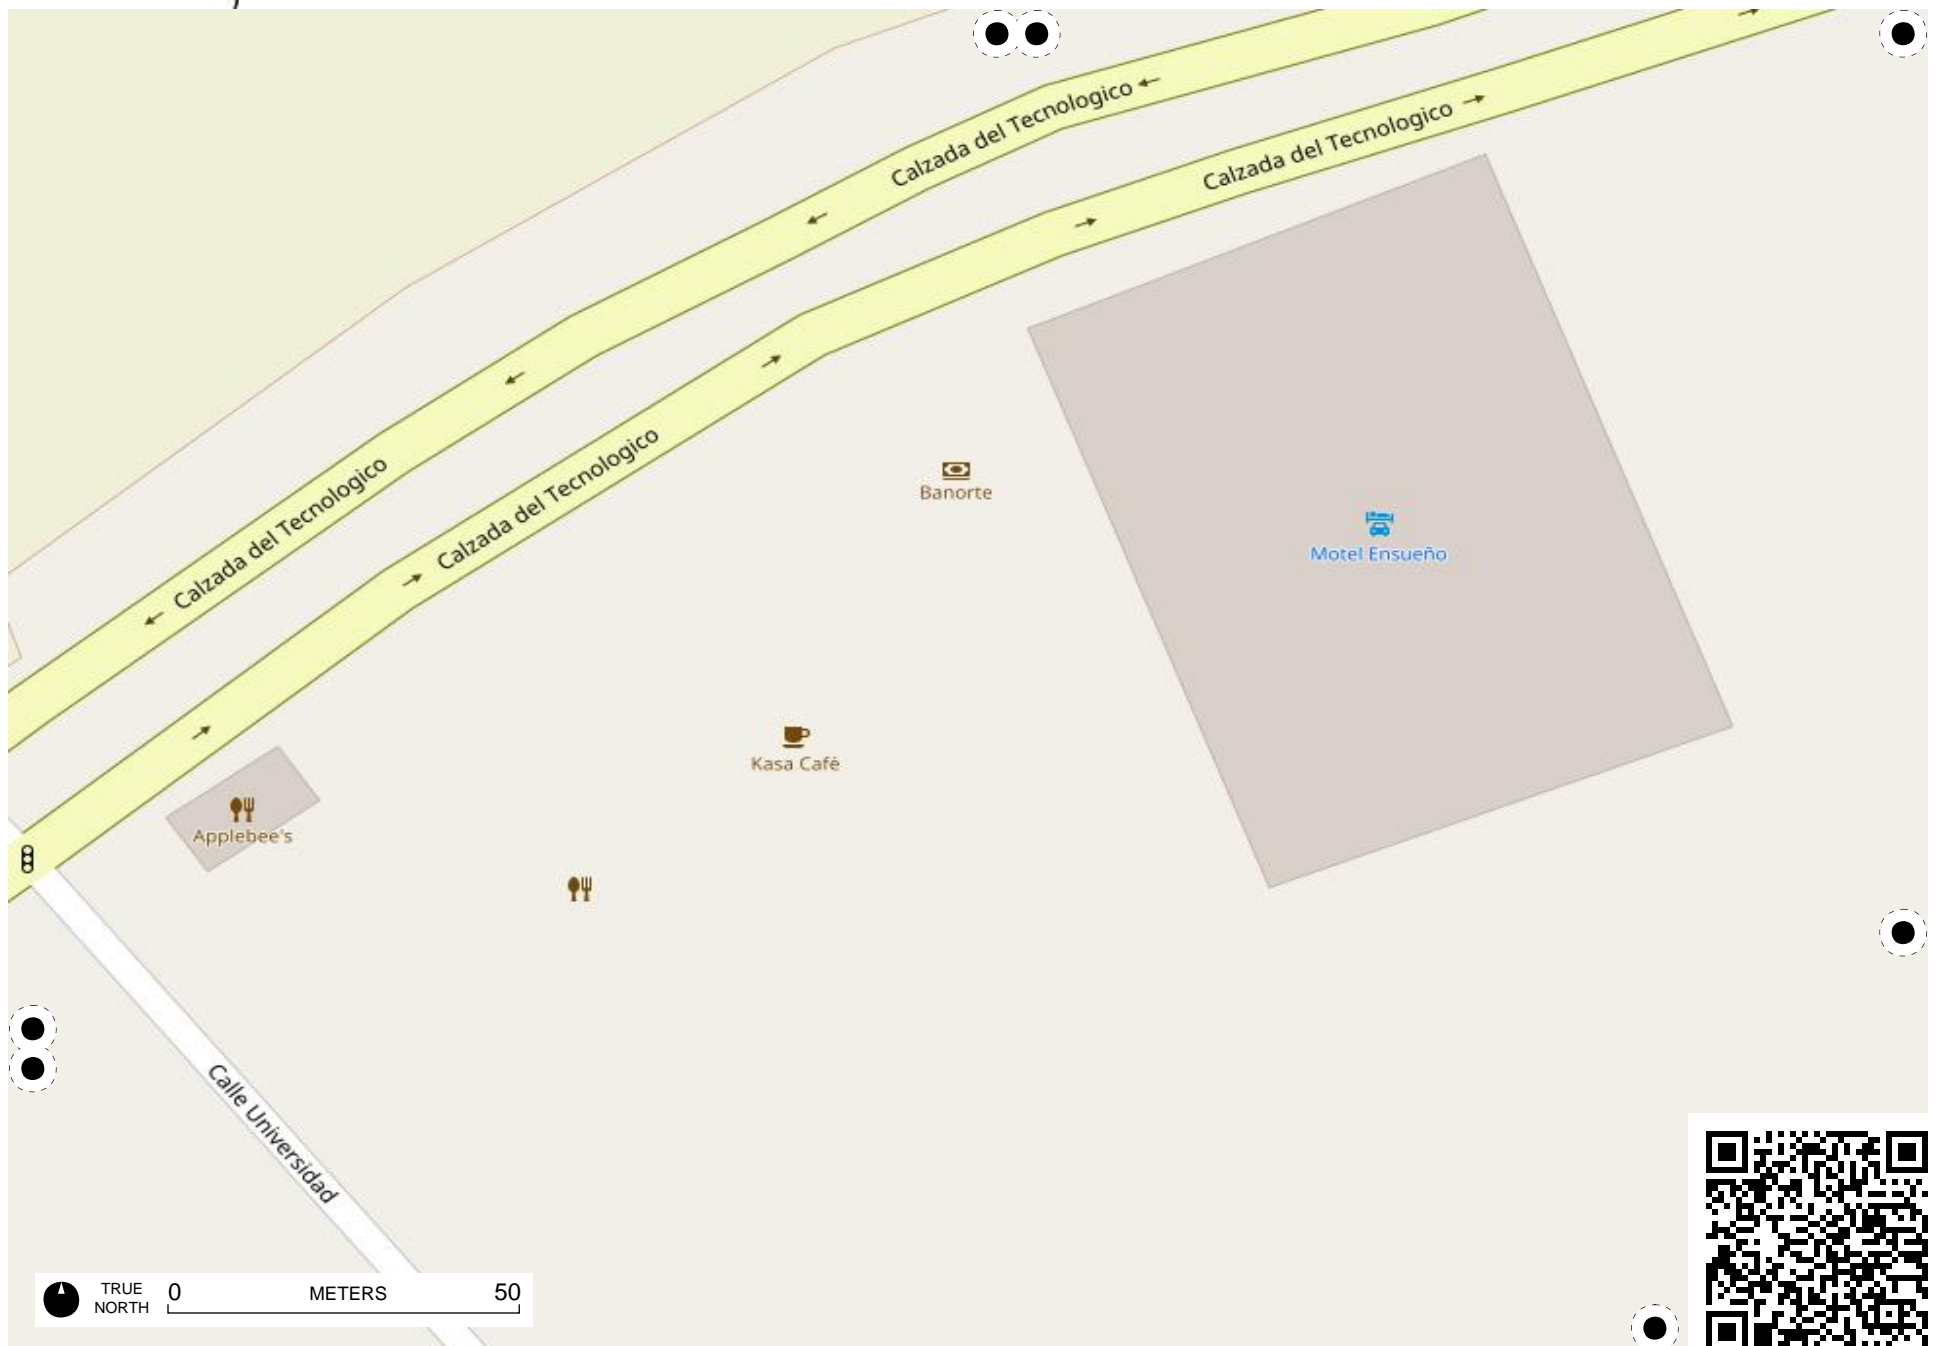 Calzada del Tecnologico
Calzada del Tecnologico
Calzada del Tecnologico
Calzada del Tecnologico
Banorte
Motel Ensueño
Kasa Café
Applebee's
Calle Universidad
TRUE
NORTH
0 METERS 50